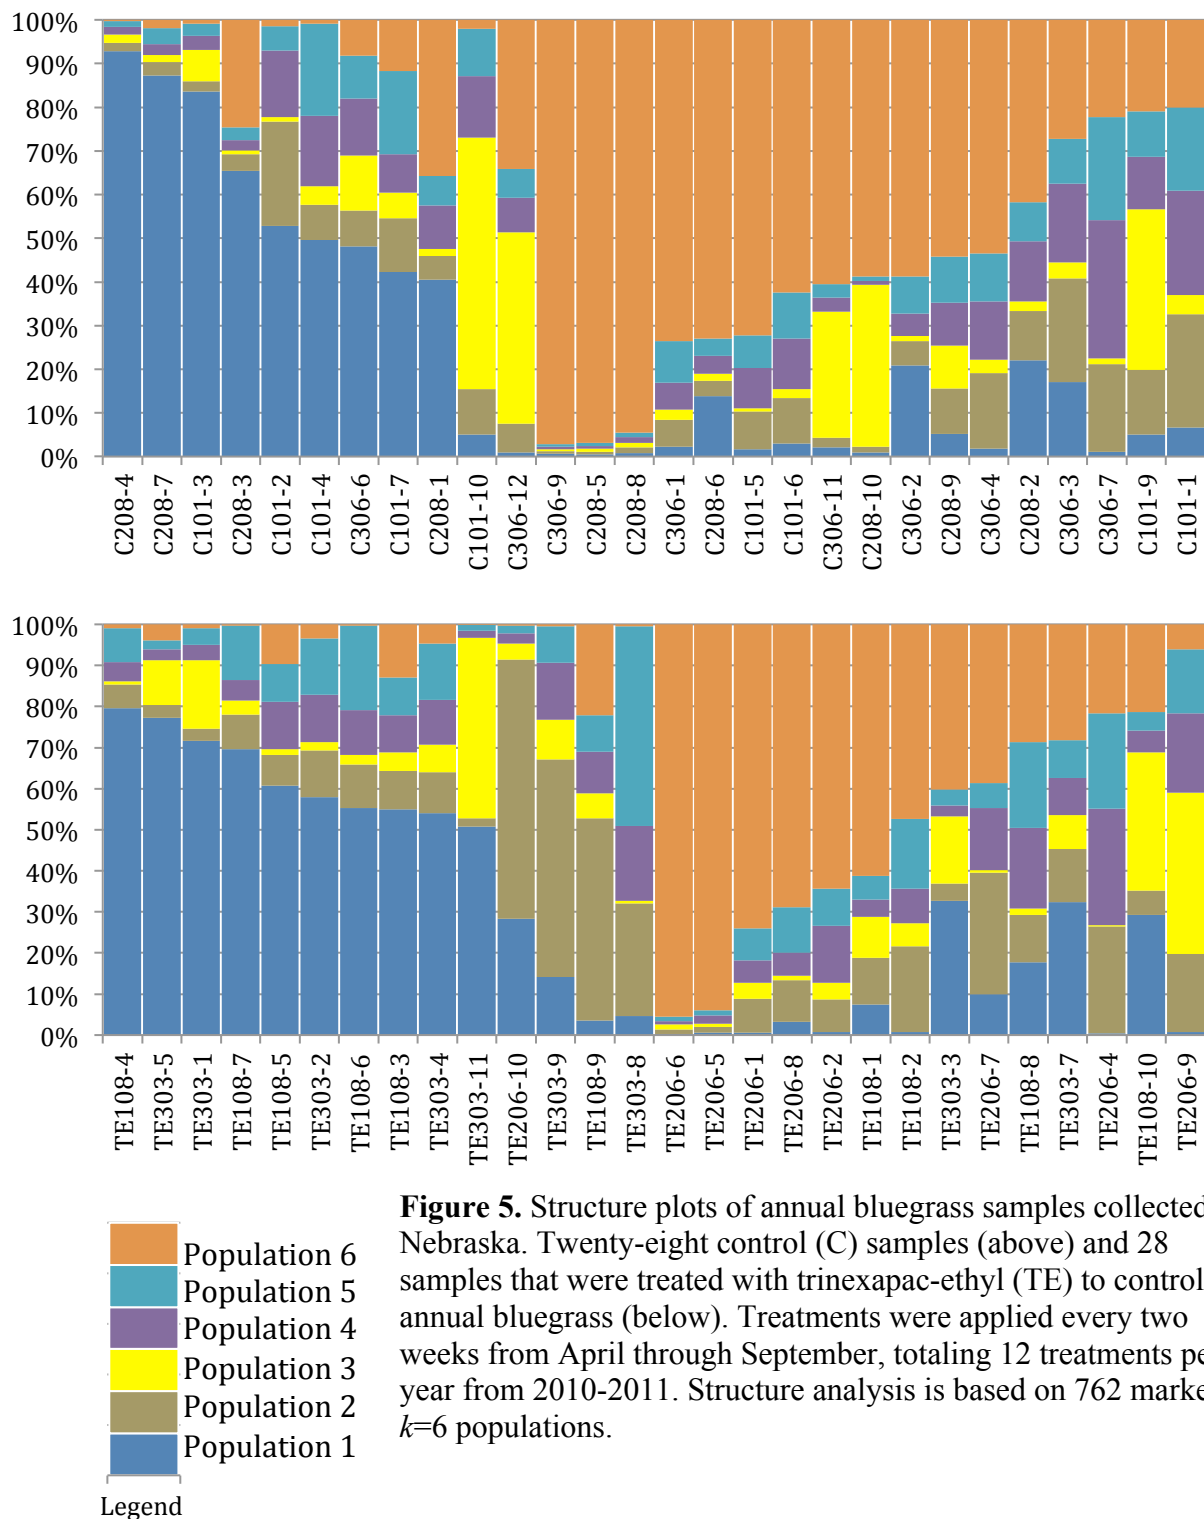 100%
90%
80%
70%
60%
50%
40%
30%
20%
10%
0%
C208-4
C208-7
C101-3
C208-3
C101-2
C101-4
C306-6
C101-7
C208-1
C101-10
C306-12
C306-9
C208-5
C208-8
C306-1
C208-6
C101-5
C101-6
C306-11
C208-10
C306-2
C208-9
C306-4
C208-2
C306-3
C306-7
C101-9
C101-1
100%
90%
80%
70%
60%
50%
40%
30%
20%
10%
0%
TE108-4
TE303-5
TE303-1
TE108-7
TE108-5
TE303-2
TE108-6
TE108-3
TE303-4
TE303-11
TE206-10
TE303-9
TE108-9
TE303-8
TE206-6
TE206-5
TE206-1
TE206-8
TE206-2
TE108-1
TE108-2
TE303-3
TE206-7
TE108-8
TE303-7
TE206-4
TE108-10
TE206-9
Population 6
Population 5
Population 4
Population 3
Population 2
Population 1
Legend
Figure 5. Structure plots of annual bluegrass samples collected
Nebraska. Twenty-eight control (C) samples (above) and 28
samples that were treated with trinexapac-ethyl (TE) to control
annual bluegrass (below). Treatments were applied every two
weeks from April through September, totaling 12 treatments pe
year from 2010-2011. Structure analysis is based on 762 marke
k=6 populations.